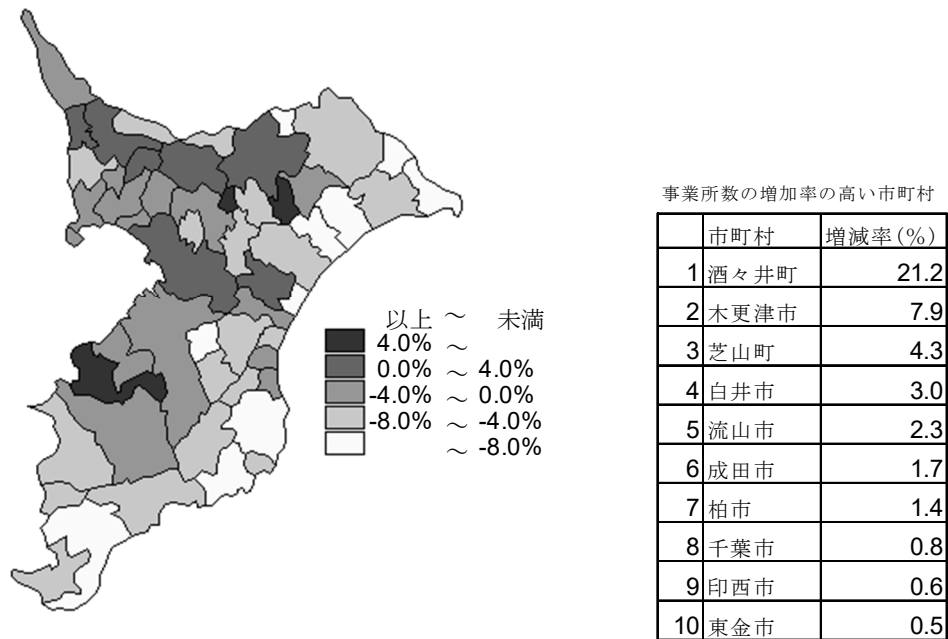 事業所数の増加率の高い市町村
市町村 増減率(%)
1 酒々井町 21.2
2 木更津市 7.9
3 芝山町 4.3
4 白井市 3.0
5 流山市 2.3
6 成田市 1.7
7 柏市 1.4
8 千葉市 0.8
9 印西市 0.6
10 東金市 0.5
以上 ～ 未満
4.0% ～
0.0% ～ 4.0%
-4.0% ～ 0.0%
-8.0% ～ -4.0%
～ -8.0%